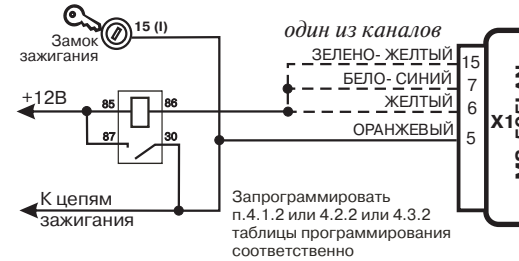 15 (I)
Замок
зажигания
один из каналов
ЗЕЛЕНО- ЖЕЛТЫЙ 15
БЕЛО- СИНИЙ 7
ЖЕЛТЫЙ 6
ОРАНЖЕВЫЙ 5
X1
+12В
85 86
87 30
К цепям
зажигания
Запрограммировать
п.4.1.2 или 4.2.2 или 4.3.2
таблицы программирования
соответственно